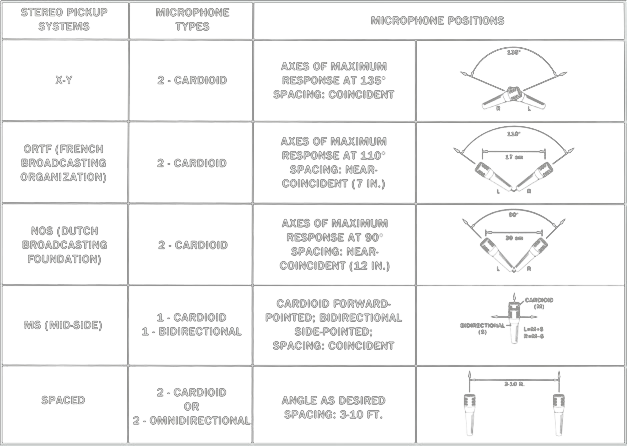 STEREO PICKUP
SYSTEMS
MICROPHONE
TYPES
MICROPHONE POSITIONS
X-Y
2 - CARDIOID
AXES OF MAXIMUM
RESPONSE AT 135°
SPACING: COINCIDENT
135°
R L
ORTF (FRENCH
BROADCASTING
ORGANIZATION)
2 - CARDIOID
AXES OF MAXIMUM
RESPONSE AT 110°
SPACING: NEAR-
COINCIDENT (7 IN.)
110°
17 cm
L R
NOS (DUTCH
BROADCASTING
FOUNDATION)
2 - CARDIOID
AXES OF MAXIMUM
RESPONSE AT 90°
SPACING: NEAR-
COINCIDENT (12 IN.)
90°
30 cm
L R
MS (MID-SIDE)
1 - CARDIOID
1 - BIDIRECTIONAL
CARDIOID FORWARD-
POINTED; BIDIRECTIONAL
SIDE-POINTED;
SPACING: COINCIDENT
CARDIOID
(M)
BIDIRECTIONAL
(S)
L=M+S
R=M-S
SPACED
2 - CARDIOID
OR
2 - OMNIDIRECTIONAL
ANGLE AS DESIRED
SPACING: 3-10 FT.
3-10 ft.